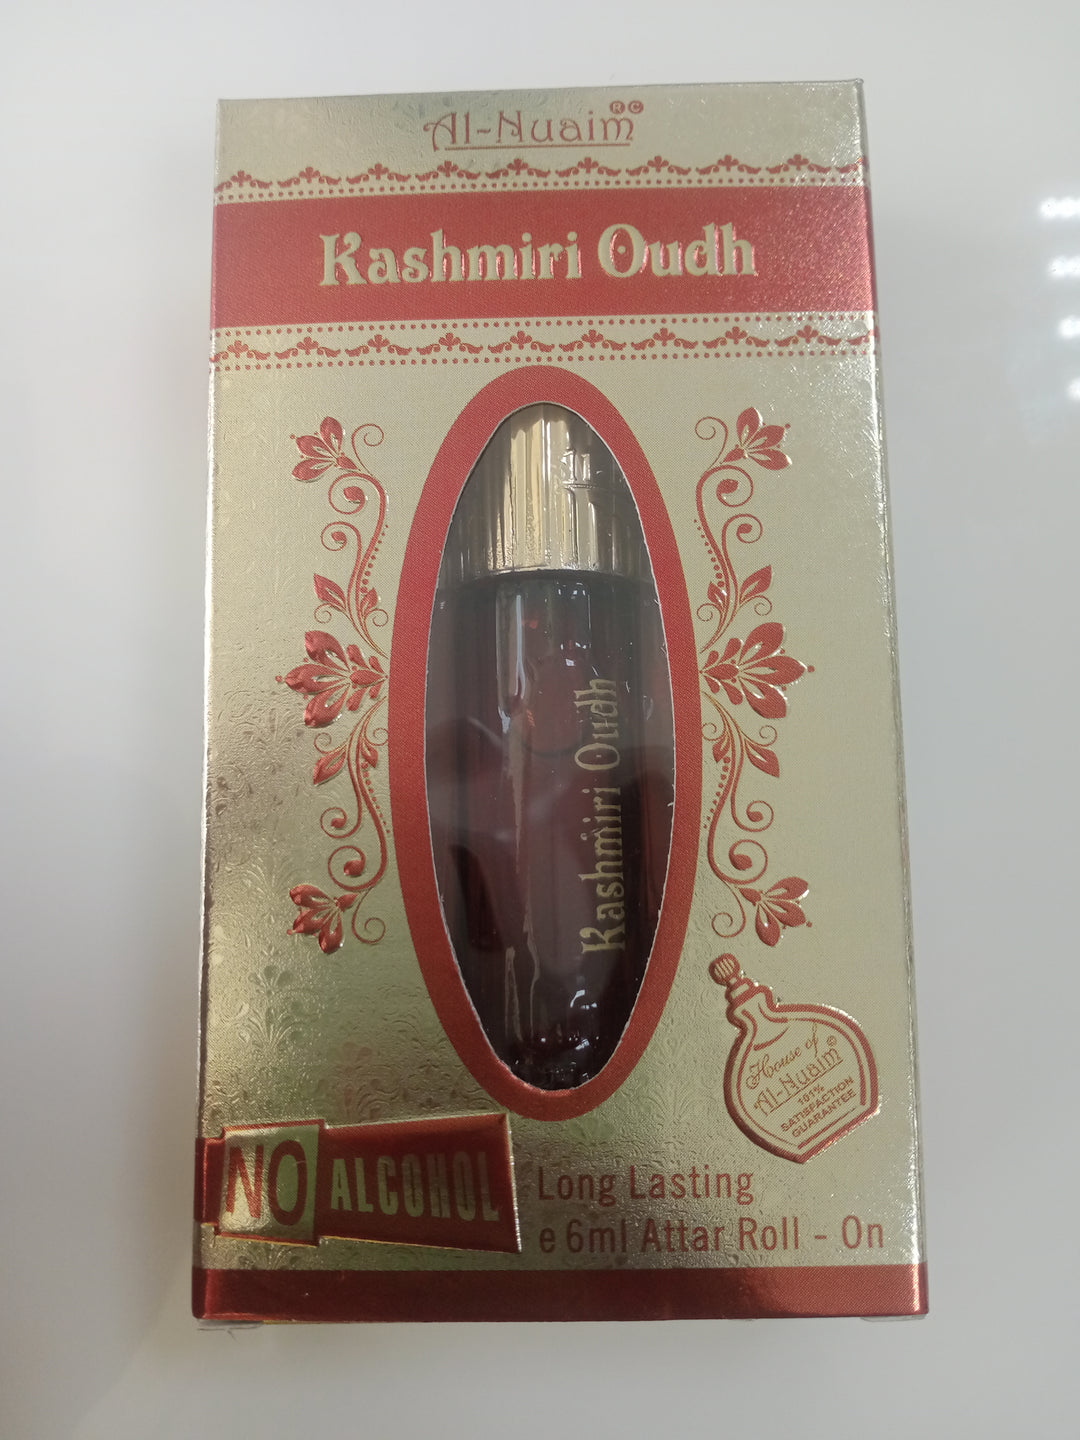 Al-Nuaim® ©
Kashmiri Oudh
Kashmiri Oudh
House of
Al-Nuaim©
101%
SATISFACTION
GUARANTEE
NO ALCOHOL
Long Lasting
e 6ml Attar Roll - On